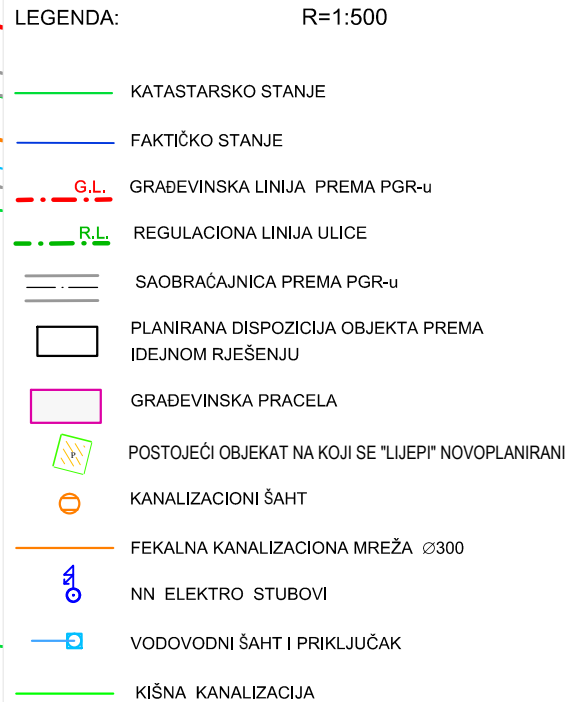 LEGENDA: R=1:500
KATASTARSKO STANJE
FAKTIČKO STANJE
G.L. GRAĐEVINSKA LINIJA PREMA PGR-u
R.L. REGULACIONA LINIJA ULICE
SAOBRAĆAJNICA PREMA PGR-u
PLANIRANA DISPOZICIJA OBJEKTA PREMA
IDEJNOM RJEŠENJU
GRAĐEVINSKA PRACELA
P POSTOJEĆI OBJEKAT NA KOJI SE "LIJEPI" NOVOPLANIRANI
KANALIZACIONI ŠAHT
FEKALNA KANALIZACIONA MREŽA ∅300
NN ELEKTRO STUBOVI
VODOVODNI ŠAHT I PRIKLJUČAK
KIŠNA KANALIZACIJA